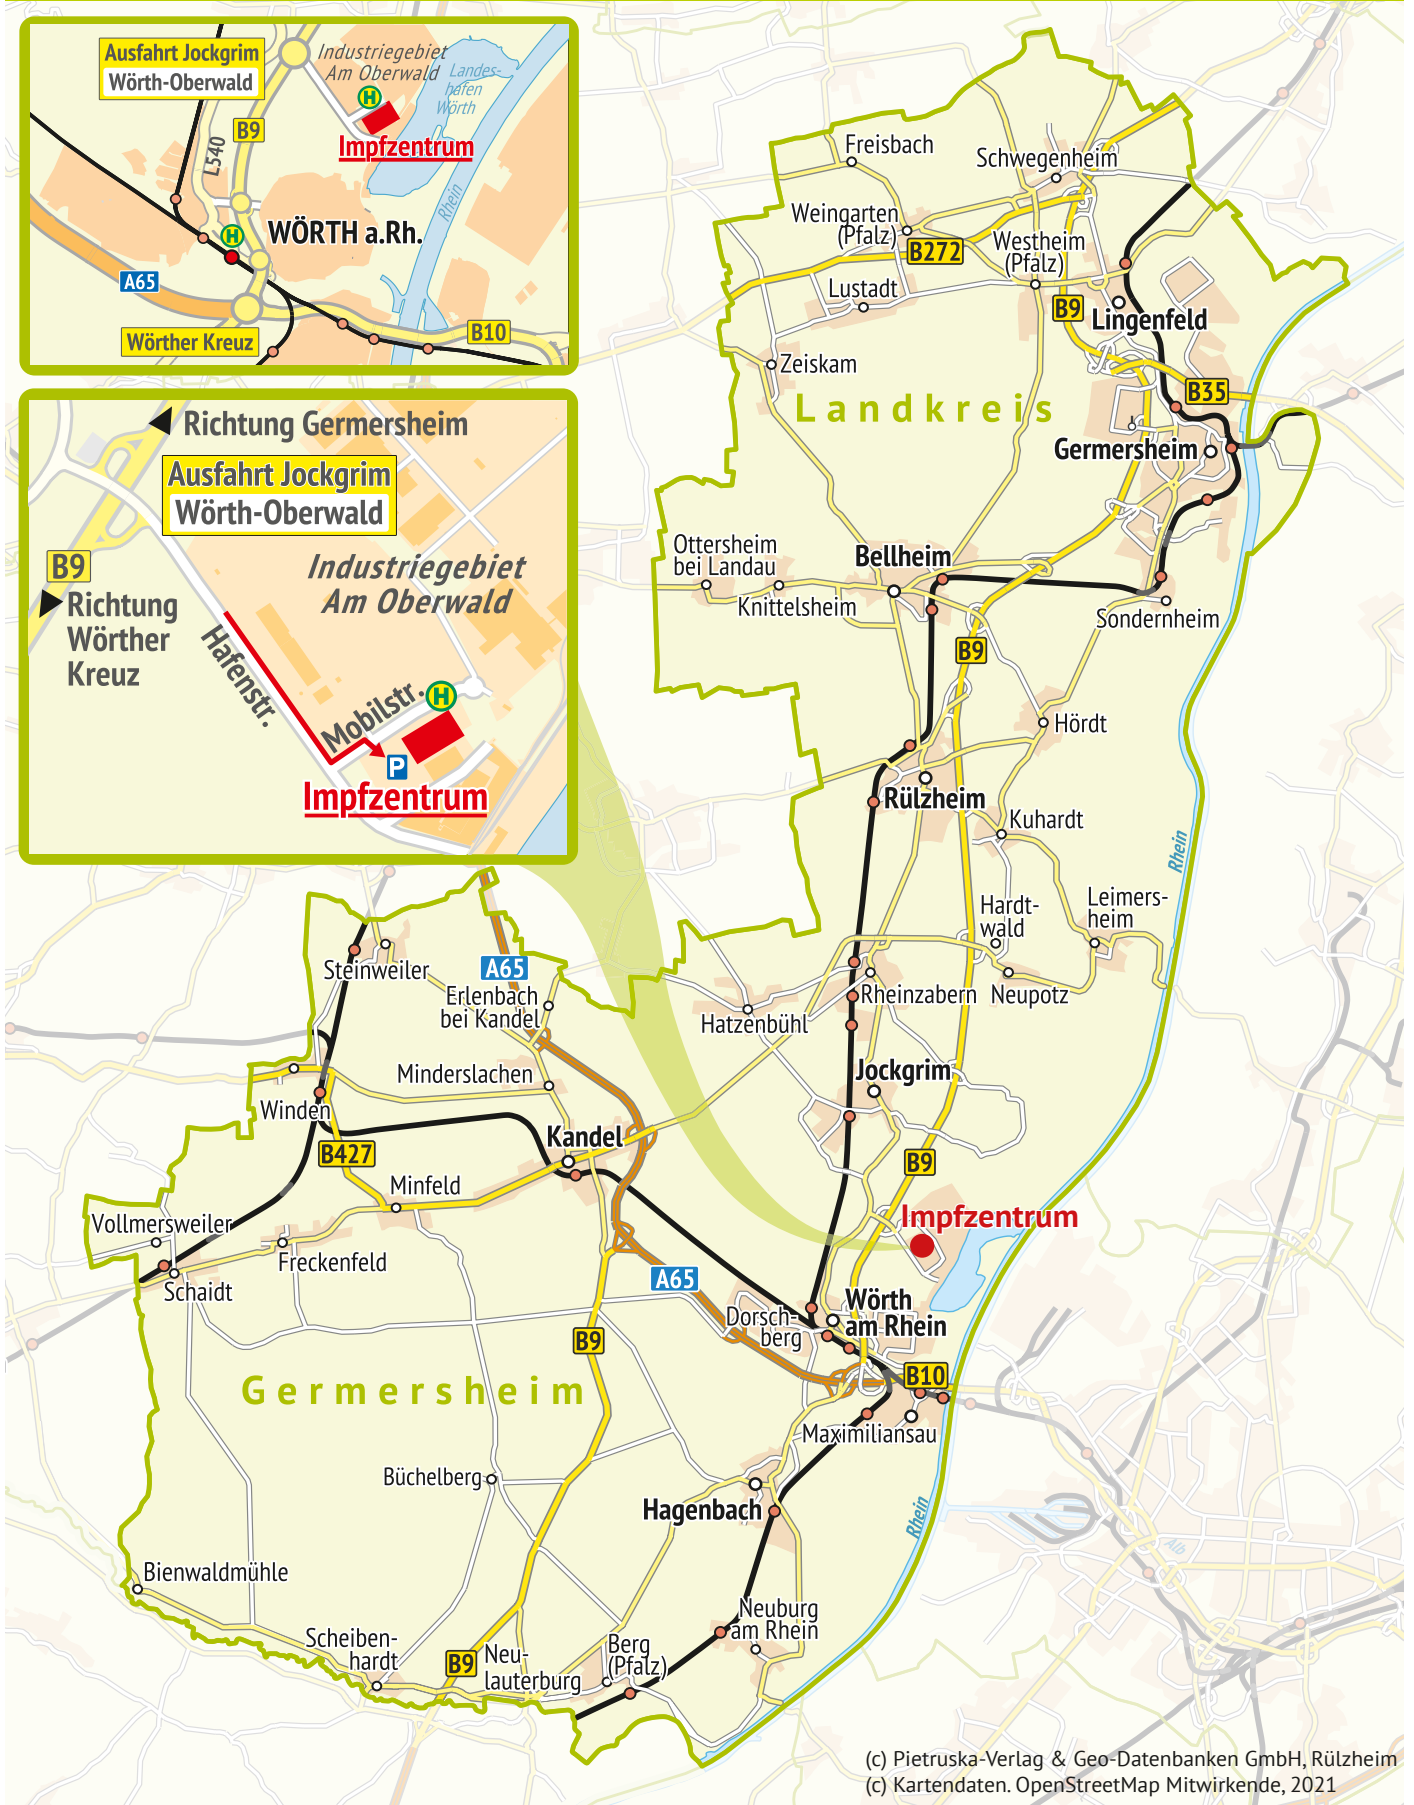 Ausfahrt Jockgrim
Wörth-Oberwald
Industriegebiet
Am Oberwald
Landes-
hafen
Wörth
H
B9
L540
Impfzentrum
Rhein
H
WÖRTH a.Rh.
A65
Wörther Kreuz
B10
Richtung Germersheim
Ausfahrt Jockgrim
Wörth-Oberwald
B9
Richtung
Wörther
Kreuz
Industriegebiet
Am Oberwald
Hafenstr.
Mobilstr.
H
P
Impfzentrum
Freisbach
Schwegenheim
Weingarten
(Pfalz)
B272
Westheim
(Pfalz)
Lustadt
B9
Lingenfeld
Zeiskam
B35
Landkreis
Germersheim
Ottersheim
bei Landau
Bellheim
Knittelsheim
Sondernheim
B9
Hördt
Rülzheim
Kuhardt
Rhein
Hardt-
wald
Leimers-
heim
Steinweiler
A65
Erlenbach
bei Kandel
Rheinzabern
Neupotz
Hatzenbühl
Minderslachen
Jockgrim
Winden
Kandel
B427
B9
Minfeld
Impfzentrum
Vollmersweiler
Freckenfeld
Schaidt
A65
Dorsch-
berg
Wörth
am Rhein
B9
B10
Germersheim
Maximiliansau
Büchelberg
Hagenbach
Rhein
Alb
Bienwaldmühle
Neuburg
am Rhein
Scheiben-
hardt
B9
Neu-
lauterburg
Berg
(Pfalz)
(c) Pietruska-Verlag & Geo-Datenbanken GmbH, Rülzheim
(c) Kartendaten. OpenStreetMap Mitwirkende, 2021